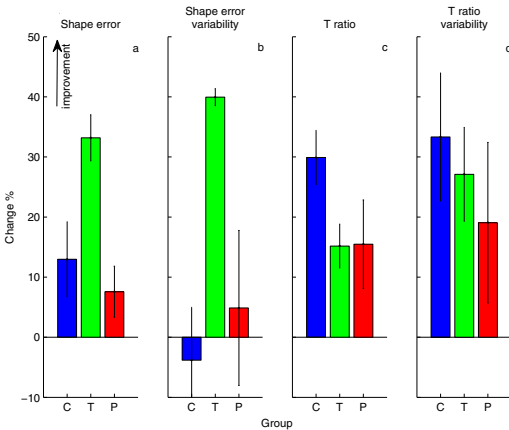 Shape error
Shape error
variability
T ratio
T ratio
variability
a
b
c
improvement
50
40
30
20
10
0
−10
Change %
C T P
C T P
C T P
C T P
Group